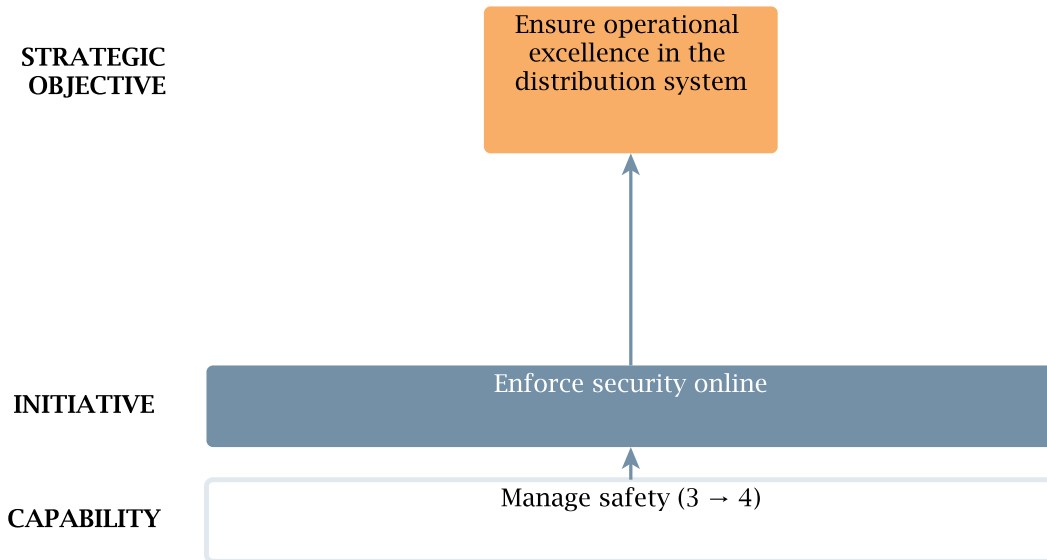 STRATEGIC
OBJECTIVE
Ensure operational
excellence in the
distribution system
INITIATIVE
Enforce security online
CAPABILITY
Manage safety (3 → 4)